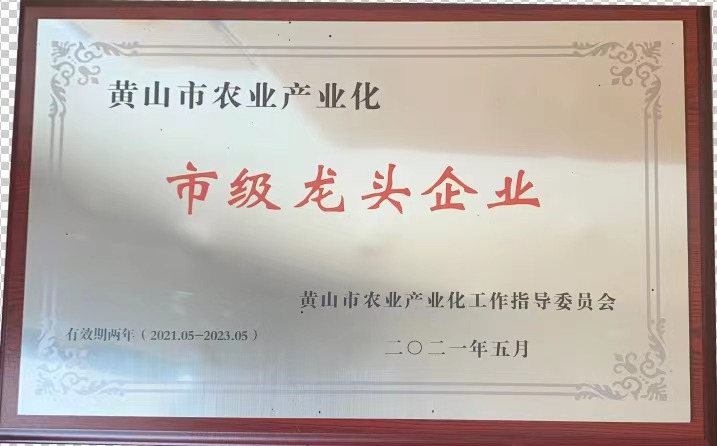 黄山市农业产业化
市级龙头企业
黄山市农业产业化工作指导委员会
有效期两年（2021.05-2023.05）
二〇二一年五月